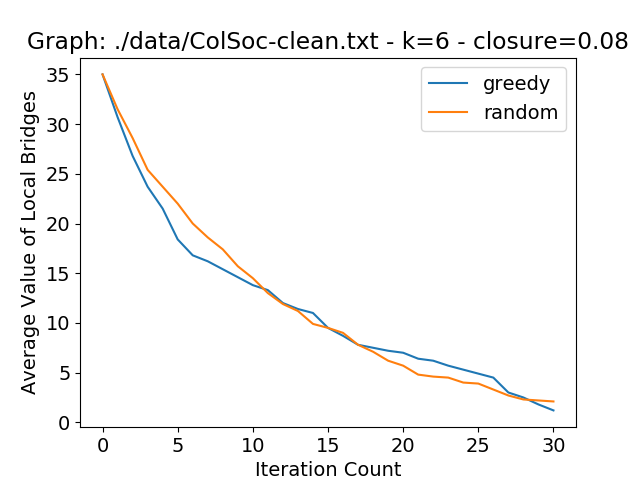 Graph: ./data/ColSoc-clean.txt - k=6 - closure=0.08
greedy
random
Average Value of Local Bridges
35
30
25
20
15
10
5
0
0 5 10 15 20 25 30
Iteration Count